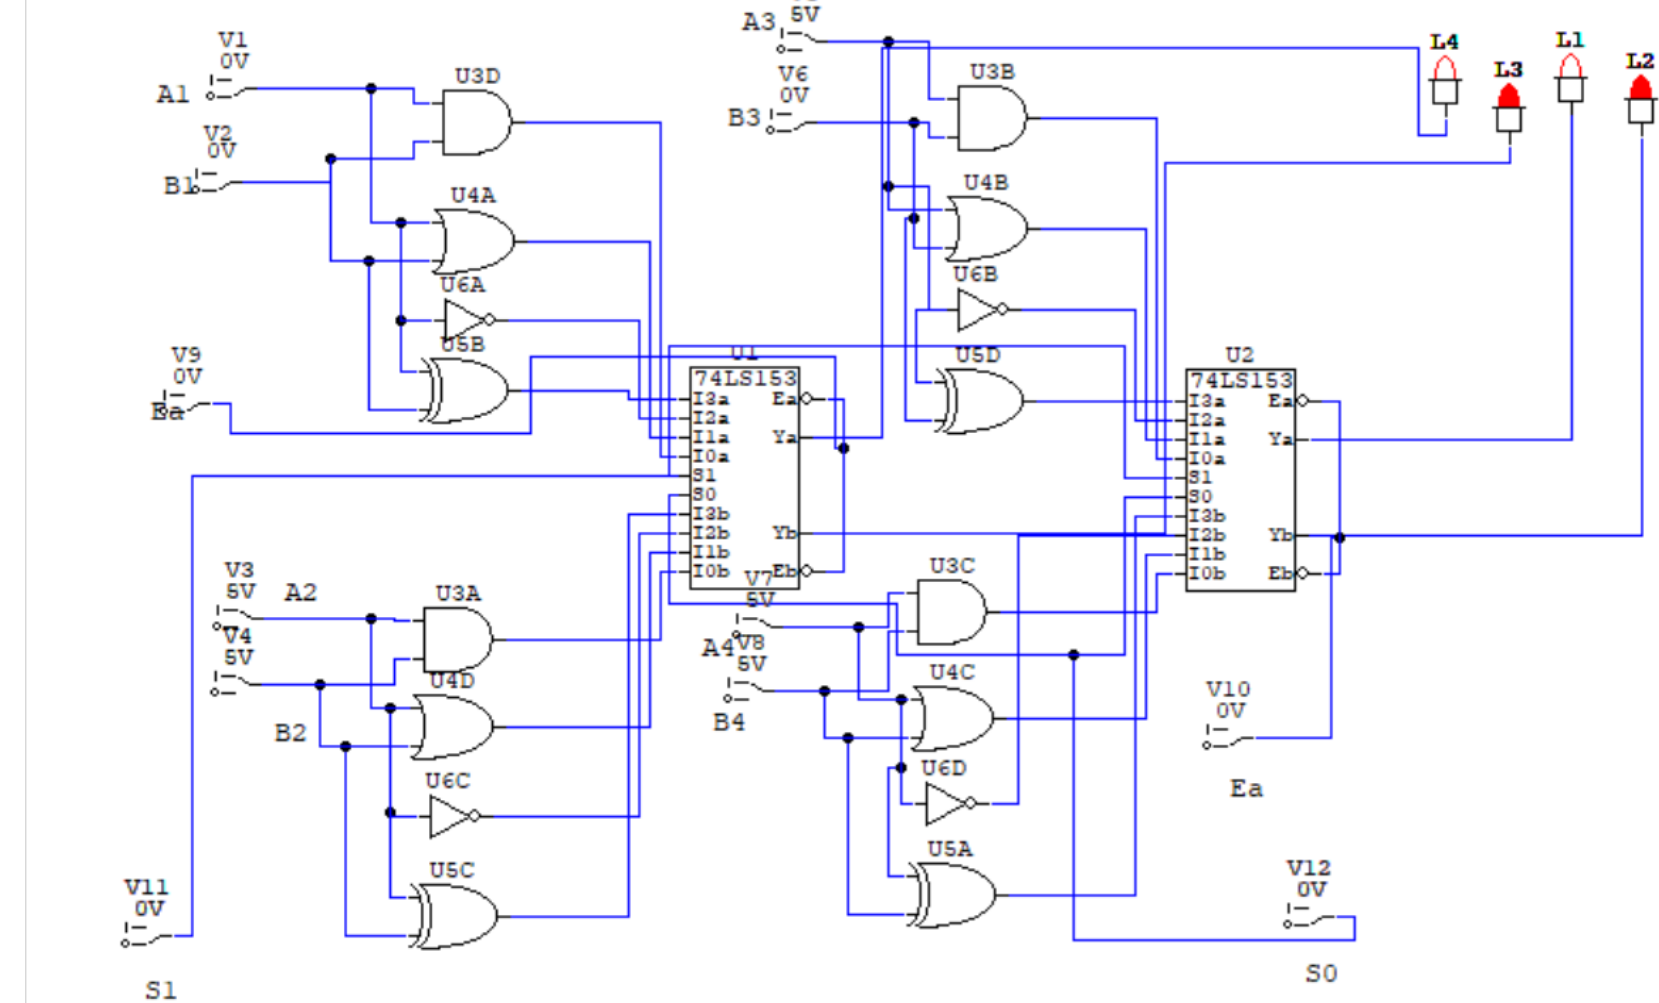 V1
0V
A1
V2
0V
B1
U3D
U4A
U6A
U5B
V9
0V
Ea
A3
5V
V6
0V
B3
U3B
U4B
U6B
U5D
L4
L3
L1
L2
U1
74LS153
I3a Ea
I2a
I1a Ya
I0a
S1
S0
I3b
I2b Yb
I1b
I0b Eb
U2
74LS153
I3a Ea
I2a
I1a Ya
I0a
S1
S0
I3b
I2b Yb
I1b
I0b Eb
V3
5V
A2
V4
5V
B2
U3A
U4D
U6C
U5C
V7
5V
A4
V8
5V
B4
U3C
U4C
U6D
U5A
V10
0V
Ea
V11
0V
S1
V12
0V
S0